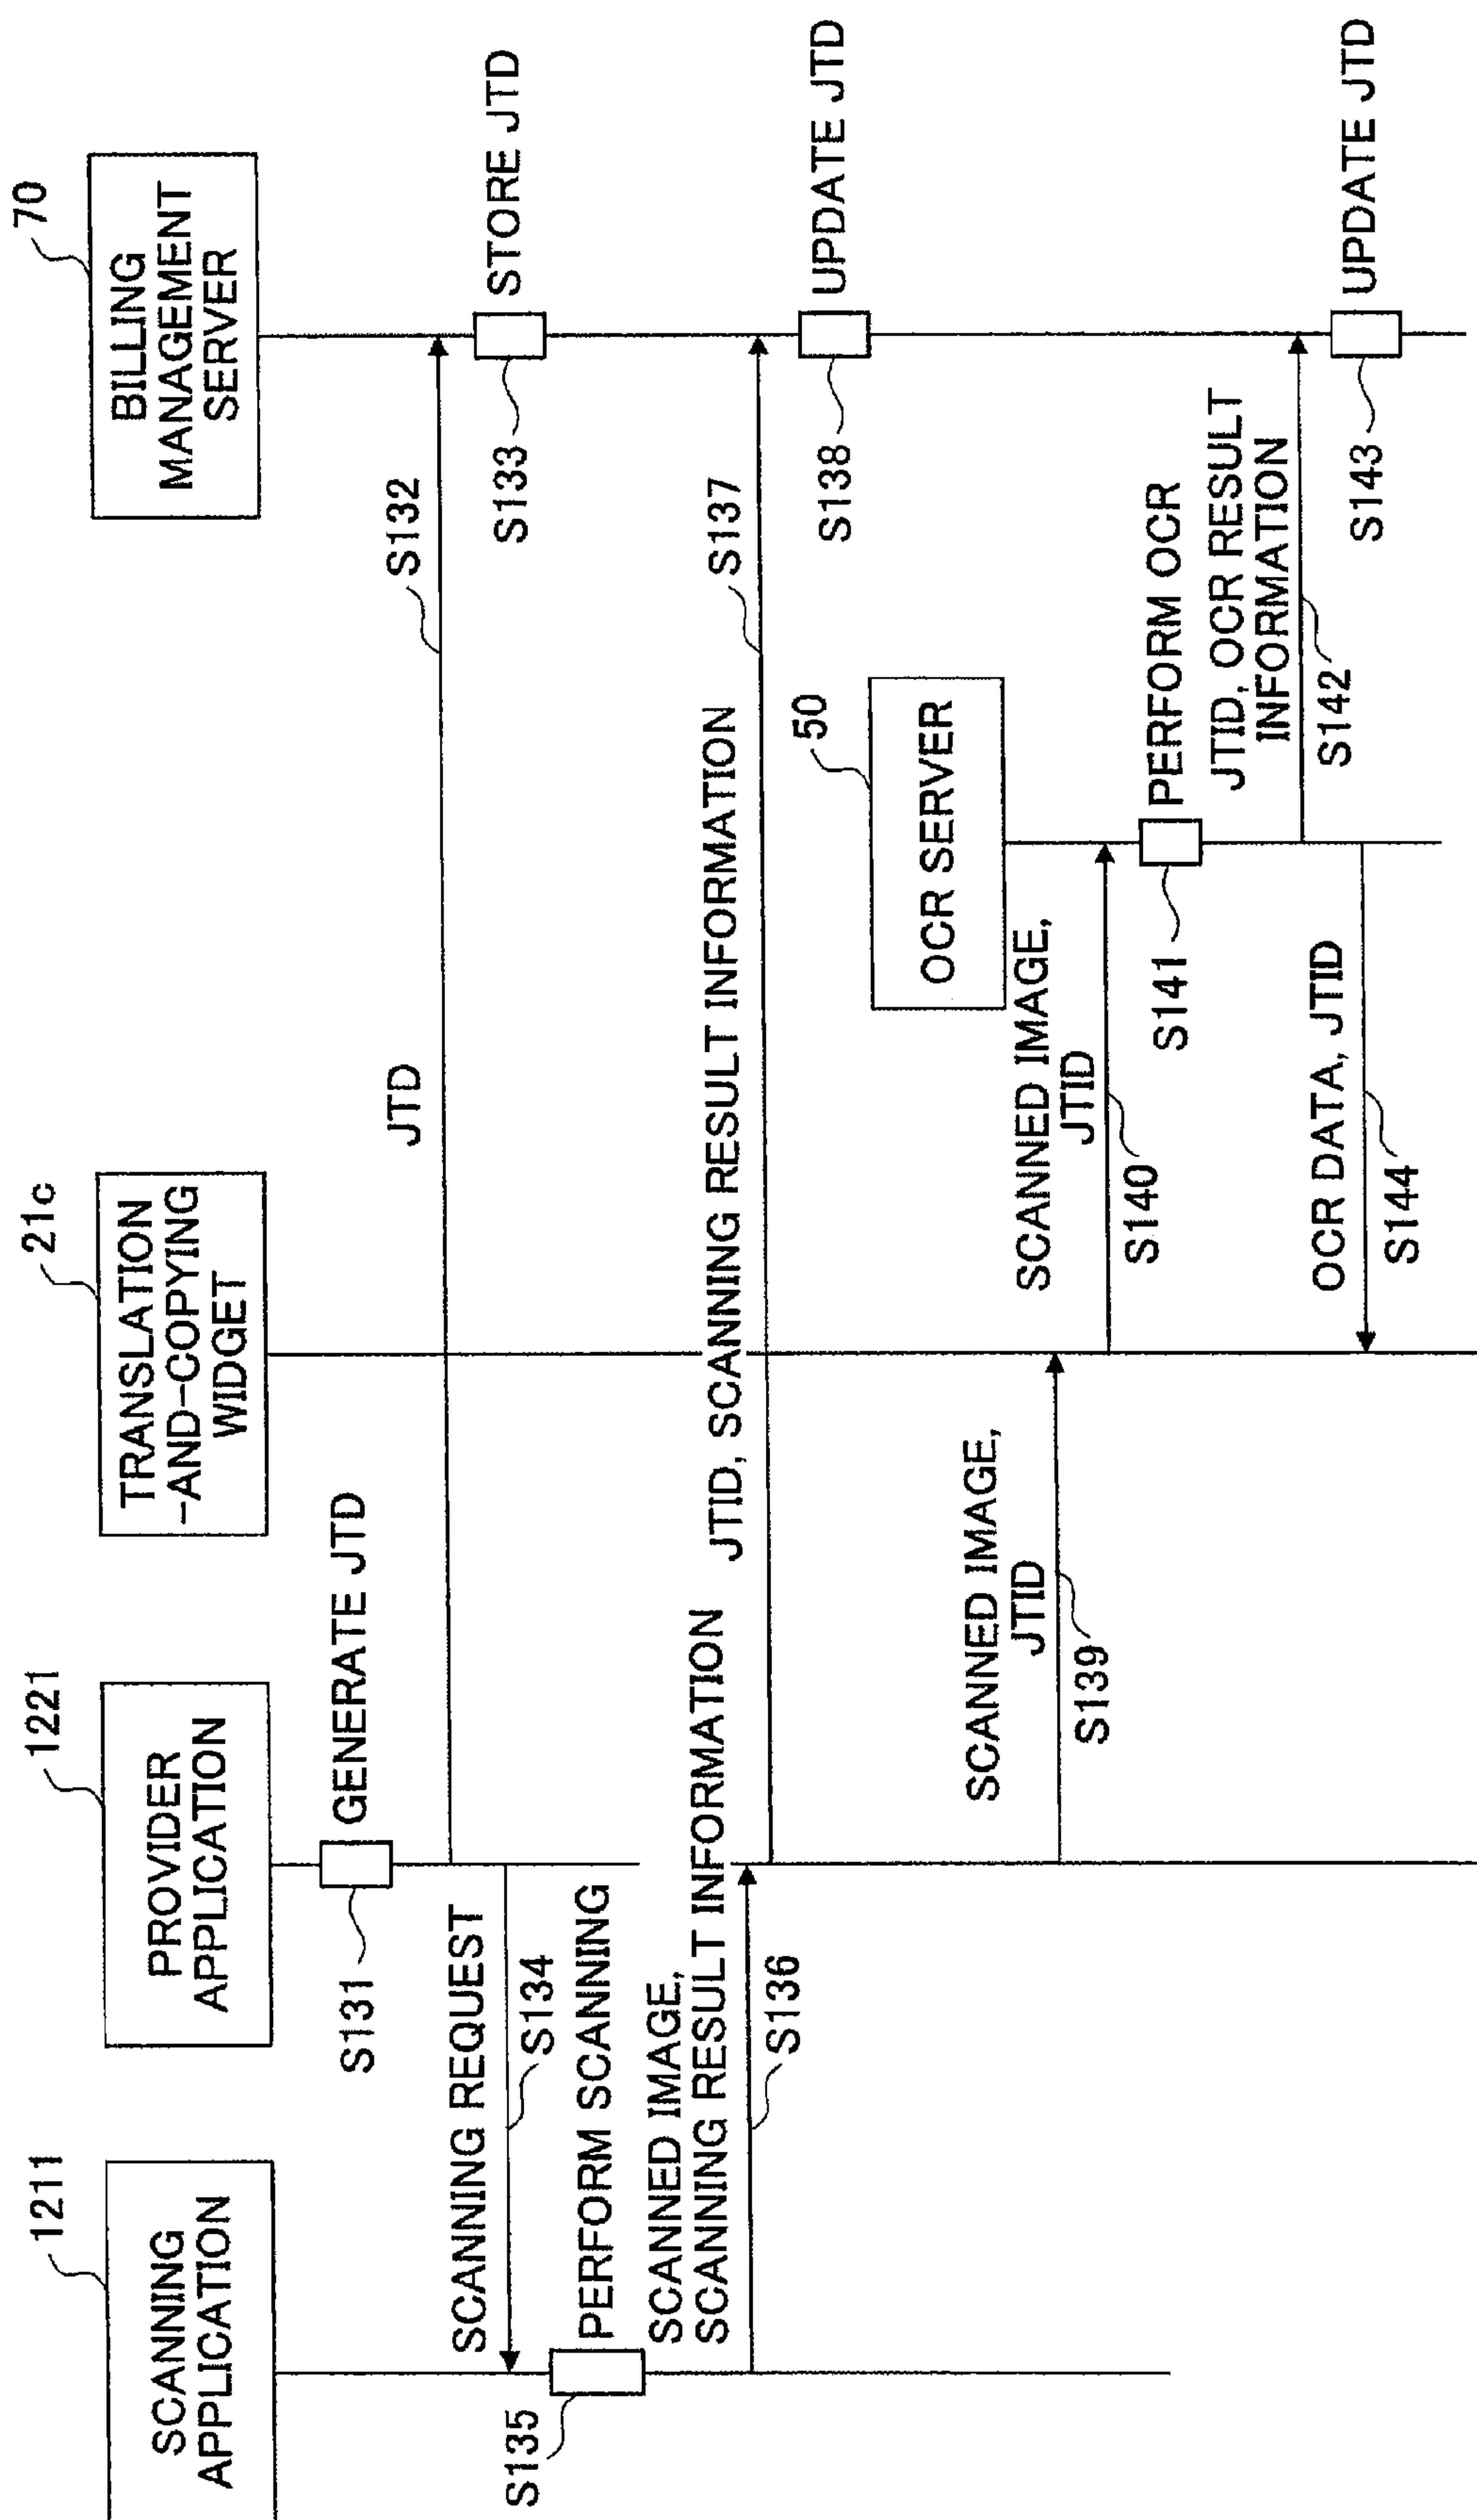 1211
SCANNING
APPLICATION
1221
PROVIDER
APPLICATION
21c
TRANSLATION
-AND-COPYING
WIDGET
70
BILLING
MANAGEMENT
SERVER
S131
GENERATE JTD
JTD
S132
STORE JTD
S133
SCANNING REQUEST
S134
S135
PERFORM SCANNING
SCANNED IMAGE,
SCANNING RESULT INFORMATION
S136
JTID, SCANNING RESULT INFORMATION
S137
UPDATE JTD
S138
50
OCR SERVER
SCANNED IMAGE,
JTID
S139
SCANNED IMAGE,
JTID
S140
S141
PERFORM OCR
JTID, OCR RESULT
INFORMATION
S142
UPDATE JTD
S143
OCR DATA, JTID
S144